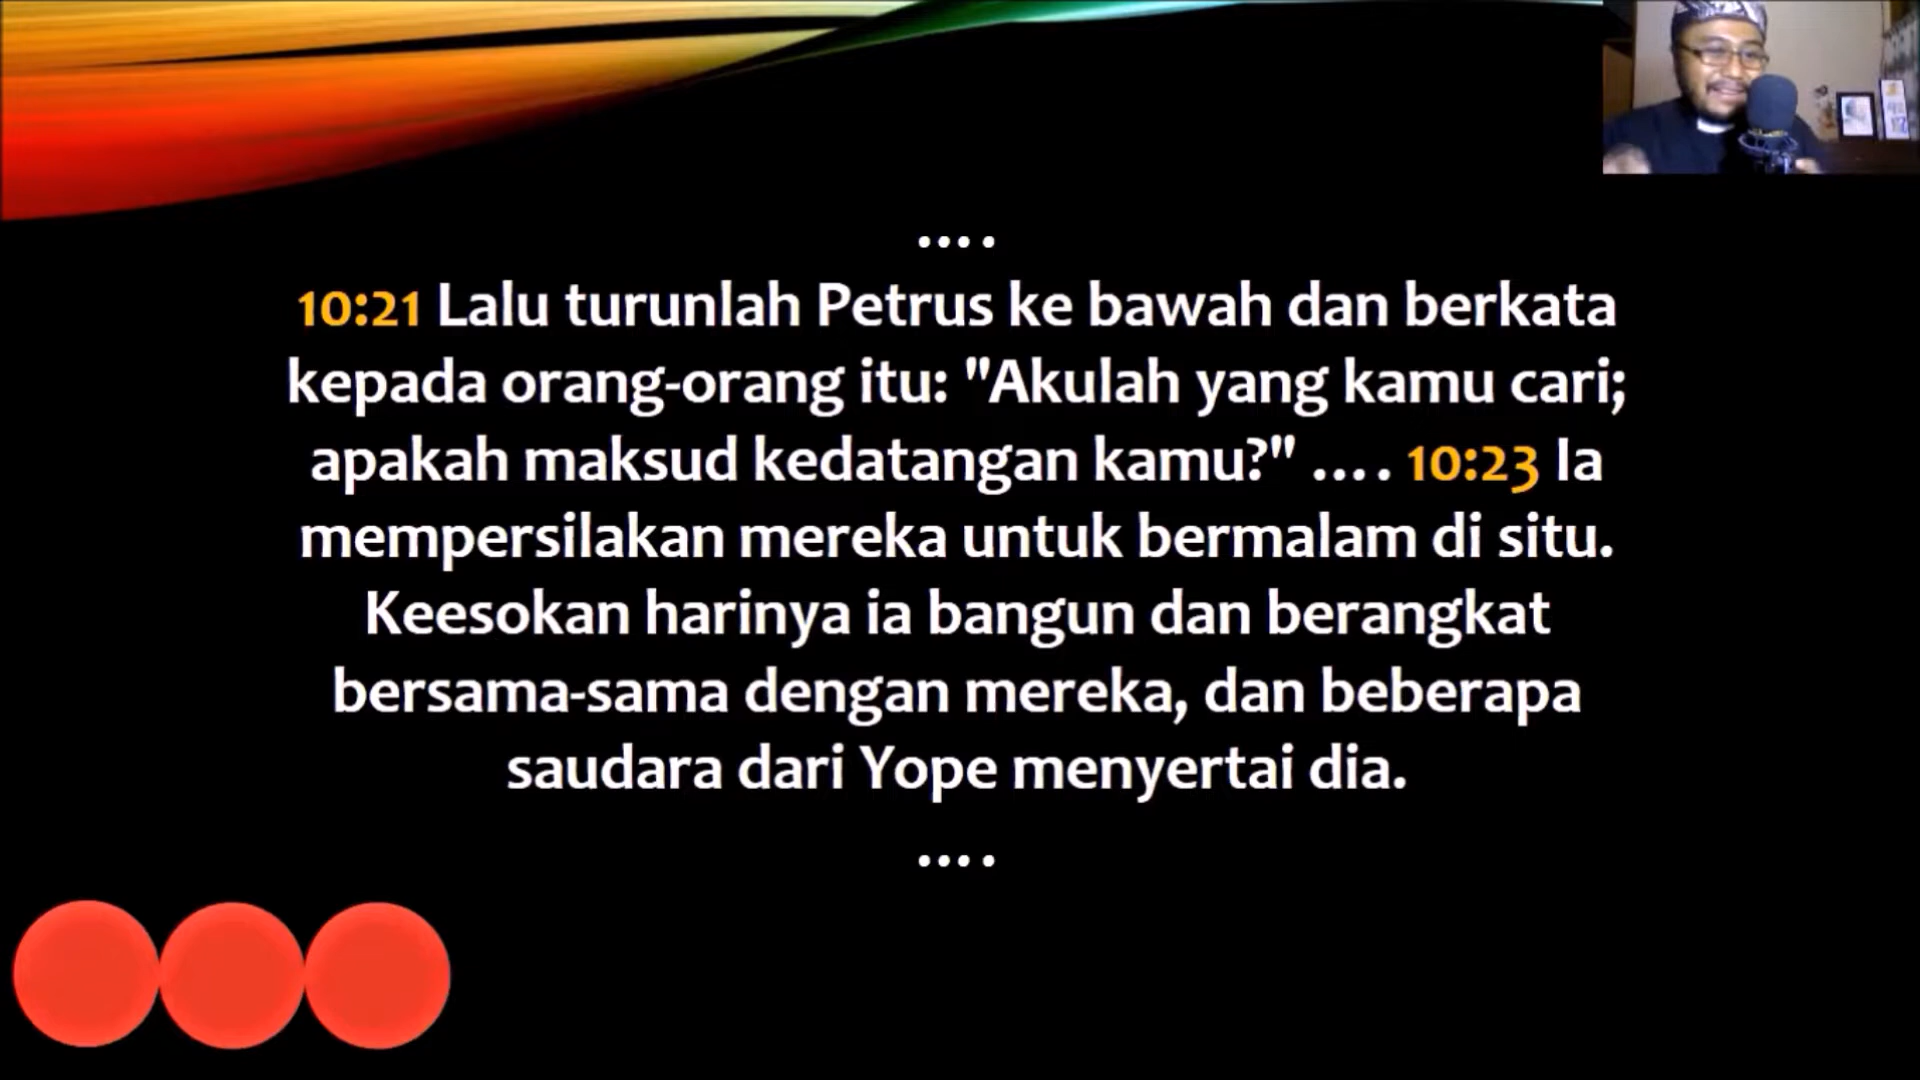 ....
10:21 Lalu turunlah Petrus ke bawah dan berkata
kepada orang-orang itu: "Akulah yang kamu cari;
apakah maksud kedatangan kamu?" .... 10:23 Ia
mempersilakan mereka untuk bermalam di situ.
Keesokan harinya ia bangun dan berangkat
bersama-sama dengan mereka, dan beberapa
saudara dari Yope menyertai dia.
....